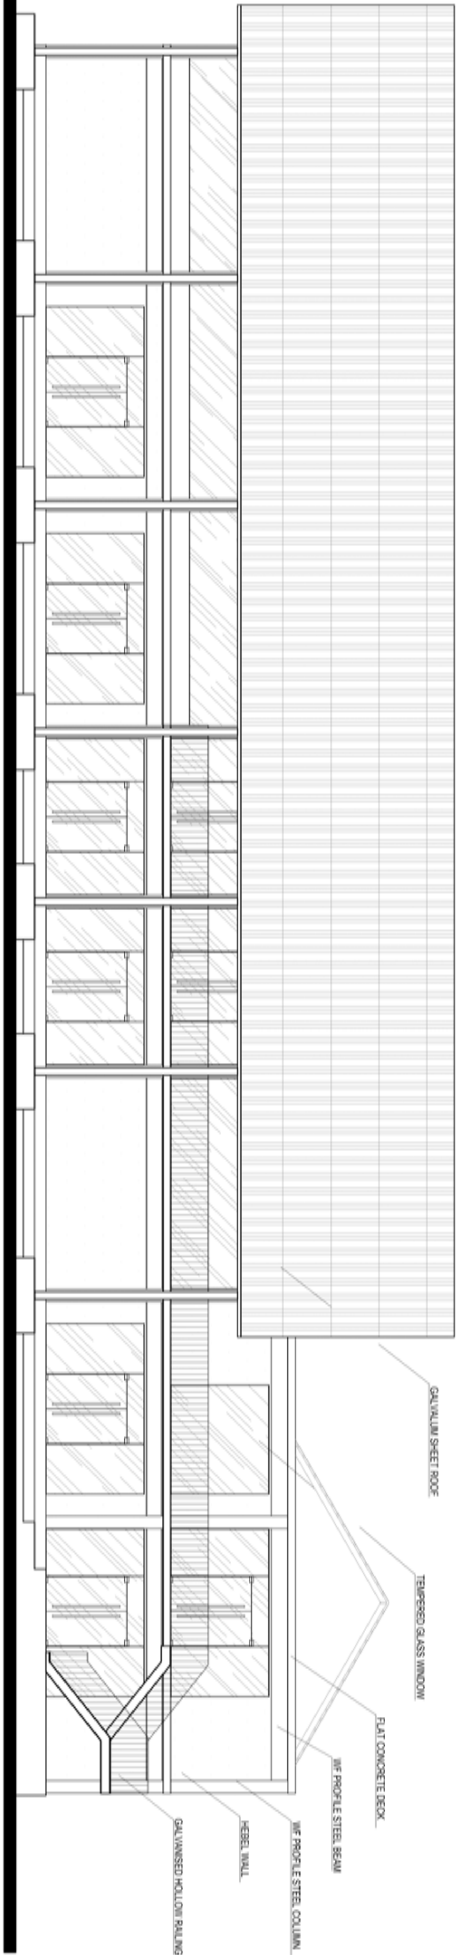 GALVALUM SHEET ROOF
TEMPERED GLASS WINDOW
FLAT CONCRETE DECK
WF PROFILE STEEL BEAM
WF PROFILE STEEL COLUMN
HEBEL WALL
GALVANISED HOLLOW RAILING